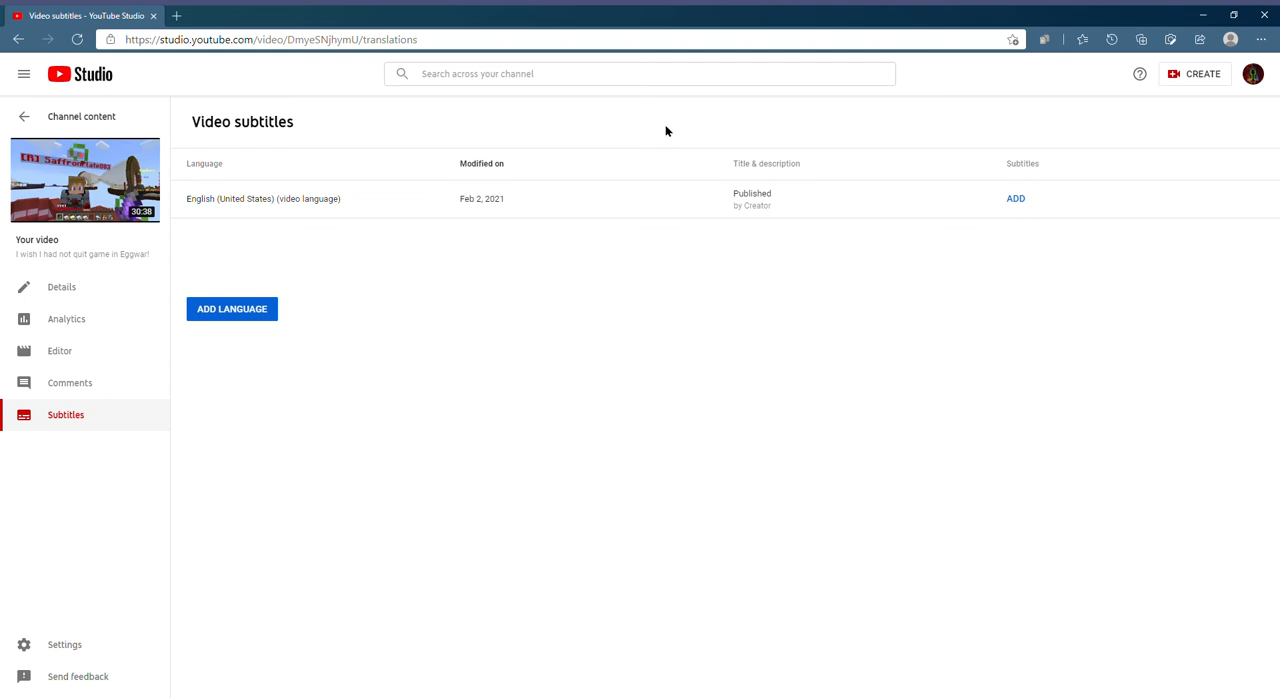 Video subtitles - YouTube Studio
https://studio.youtube.com/video/DmyeSNjhymU/translations
Studio
Search across your channel
CREATE
Channel content
Video subtitles
30:38
Language
Modified on
Title & description
Subtitles
English (United States) (video language)
Feb 2, 2021
Published
by Creator
ADD
Your video
I wish I had not quit game in Eggwar!
Details
ADD LANGUAGE
Analytics
Editor
Comments
Subtitles
Settings
Send feedback